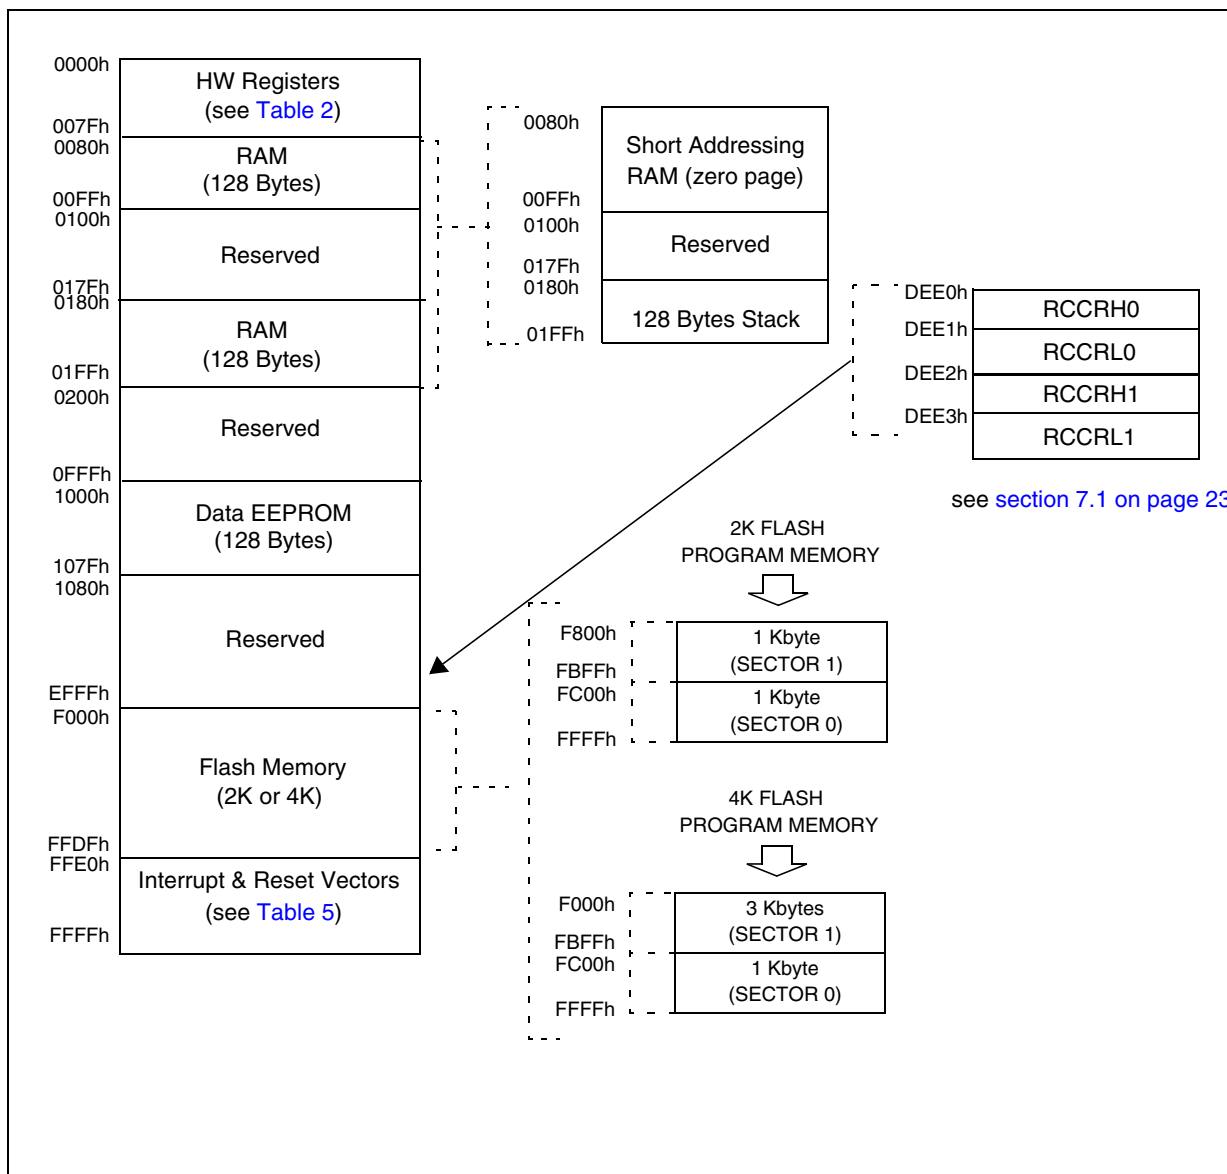 0000h
HW Registers
(see Table 2)
007Fh
0080h
RAM
(128 Bytes)
00FFh
0100h
Reserved
017Fh
0180h
RAM
(128 Bytes)
01FFh
0200h
Reserved
0FFFh
1000h
Data EEPROM
(128 Bytes)
107Fh
1080h
Reserved
EFFFh
F000h
Flash Memory
(2K or 4K)
FFDFh
FFE0h
Interrupt & Reset Vectors
(see Table 5)
FFFFh
0080h
Short Addressing
RAM (zero page)
00FFh
0100h
Reserved
017Fh
0180h
128 Bytes Stack
01FFh
DEE0h
RCCRH0
DEE1h
RCCRL0
DEE2h
RCCRH1
DEE3h
RCCRL1
see section 7.1 on page 23
2K FLASH
PROGRAM MEMORY
F800h
1 Kbyte
(SECTOR 1)
FBFFh
FC00h
1 Kbyte
(SECTOR 0)
FFFFh
4K FLASH
PROGRAM MEMORY
F000h
3 Kbytes
(SECTOR 1)
FBFFh
FC00h
1 Kbyte
(SECTOR 0)
FFFFh